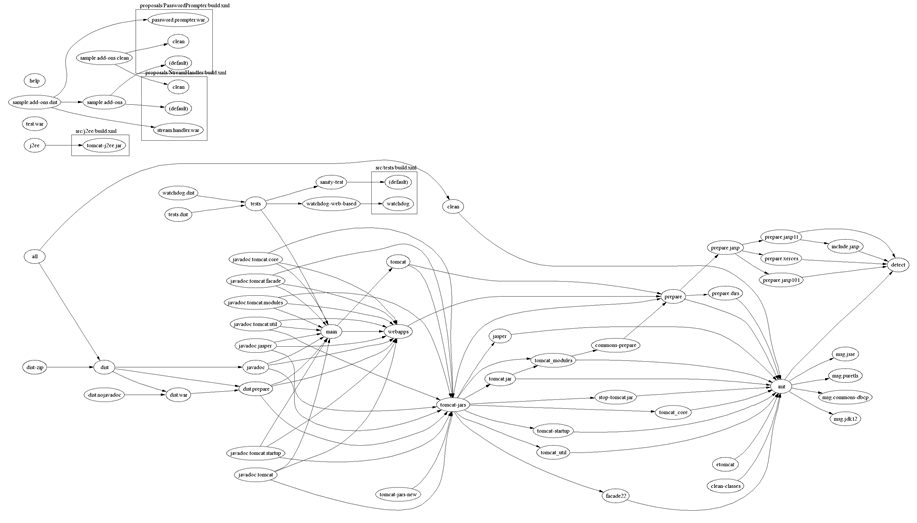 proposals/PasswordPrompter/build.xml
password.prompter.war
clean
sample.add-ons.clean
(default)
proposals/StreamHandler/build.xml
help
clean
sample.add-ons.dist
sample.add-ons
(default)
test.war
stream.handler.war
src/j2ee/build.xml
j2ee
tomcat-j2ee.jar
src/tests/build.xml
sanity-test
(default)
watchdog.dist
tests
watchdog-web-based
watchdog
clean
tests.dist
prepare.jaxp11
prepare.jaxp
include.jaxp
all
javadoc.tomcat.core
tomcat
prepare.xerces
detect
javadoc.tomcat.facade
prepare.jaxp101
prepare
prepare.dirs
javadoc.tomcat.modules
javadoc.tomcat.util
main
webapps
jasper
javadoc.jasper
commons-prepare
msg.jsse
dist-zip
dist
javadoc
tomcat_modules
msg.puretls
tomcat.jar
init
dist.nojavadoc
dist.war
dist.prepare
stop-tomcat.jar
msg.commons-dbcp
tomcat-jars
tomcat_core
msg.jdk12
tomcat-startup
javadoc.tomcat.startup
tomcat_util
etomcat
javadoc.tomcat
clean-classes
tomcat-jars-new
facade22